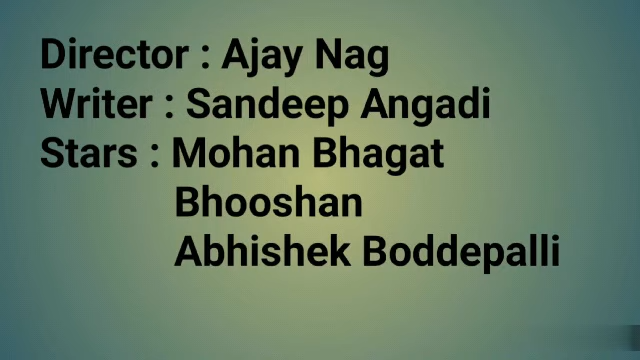 Director : Ajay Nag
Writer : Sandeep Angadi
Stars : Mohan Bhagat
Bhooshan
Abhishek Boddepalli